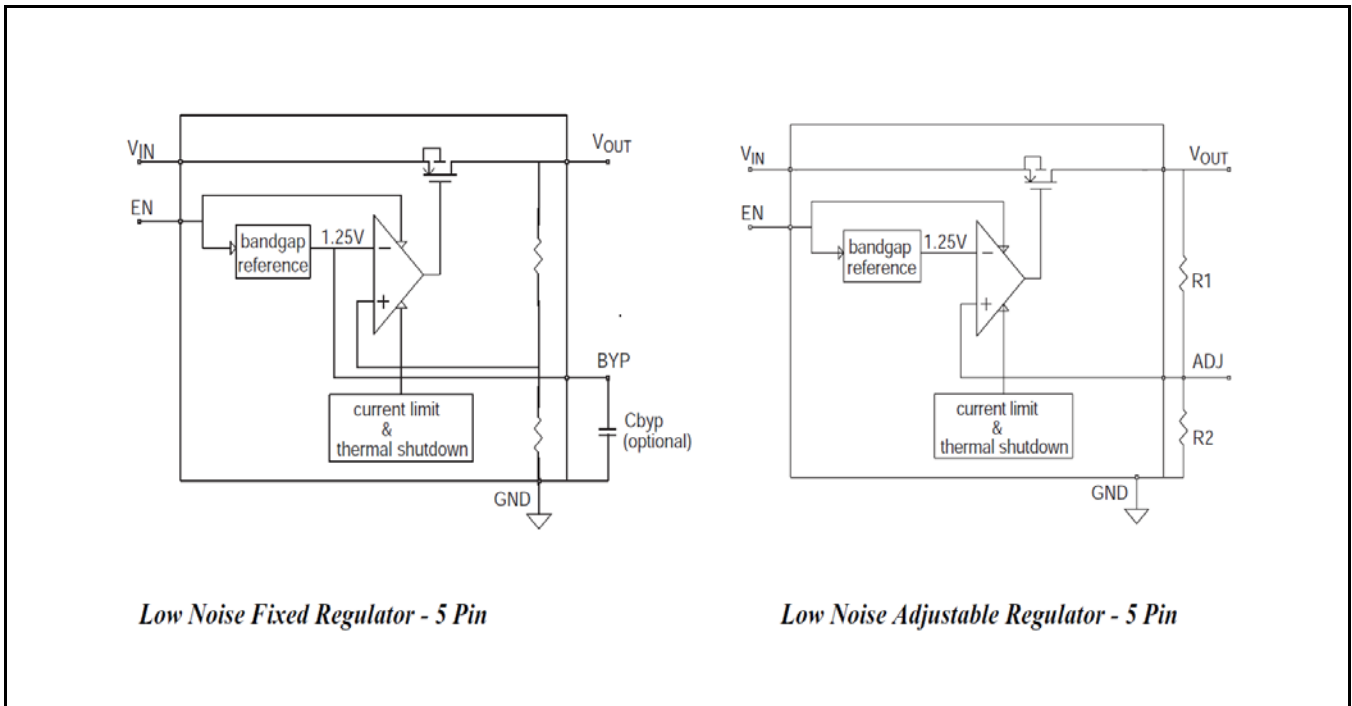 VIN
VOUT
EN
bandgap
reference
1.25V
−
+
BYP
current limit
&
thermal shutdown
Cbyp
(optional)
GND
Low Noise Fixed Regulator - 5 Pin
VIN
VOUT
EN
bandgap
reference
1.25V
−
+
R1
ADJ
current limit
&
thermal shutdown
R2
GND
Low Noise Adjustable Regulator - 5 Pin